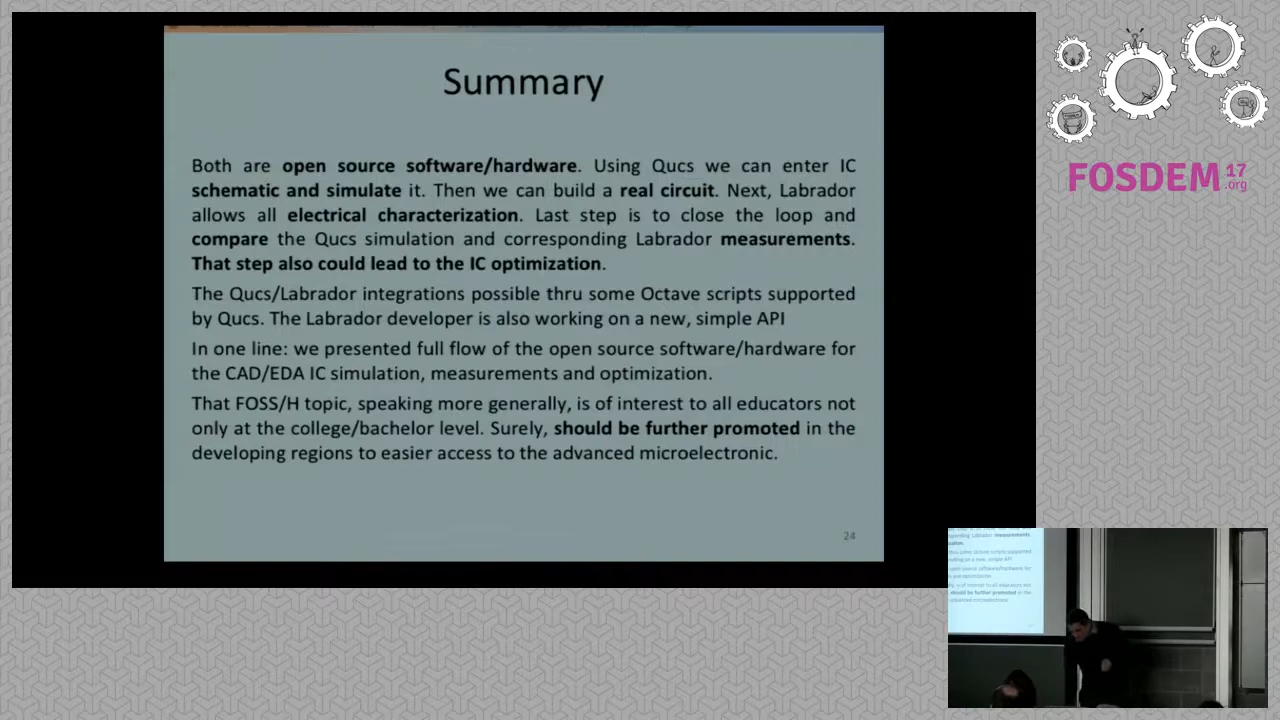 Summary
Both are open source software/hardware. Using Qucs we can enter IC
schematic and simulate it. Then we can build a real circuit. Next, Labrador
allows all electrical characterization. Last step is to close the loop and
compare the Qucs simulation and corresponding Labrador measurements.
That step also could lead to the IC optimization.
The Qucs/Labrador integrations possible thru some Octave scripts supported
by Qucs. The Labrador developer is also working on a new, simple API
In one line: we presented full flow of the open source software/hardware for
the CAD/EDA IC simulation, measurements and optimization.
That FOSS/H topic, speaking more generally, is of interest to all educators not
only at the college/bachelor level. Surely, should be further promoted in the
developing regions to easier access to the advanced microelectronic.
24
FOSDEM 17
.org